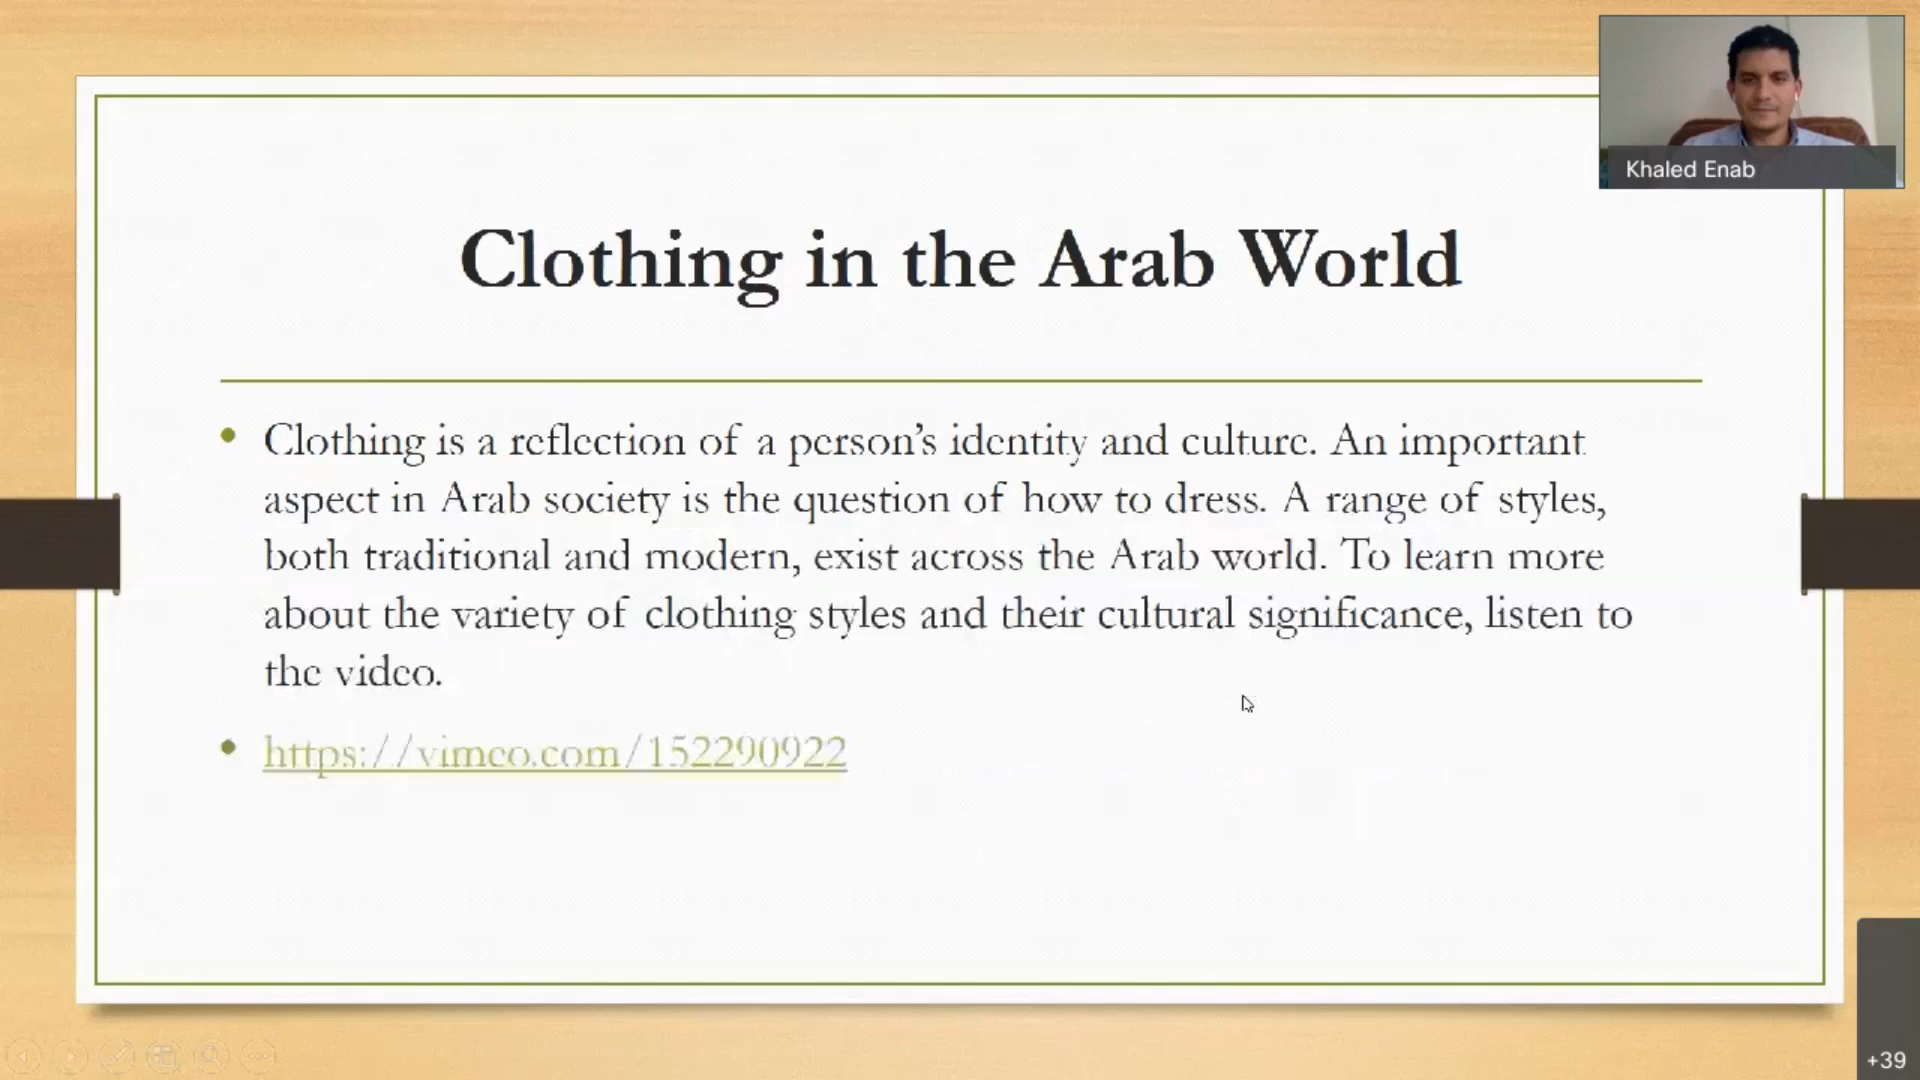 Khaled Enab
Clothing in the Arab World
• Clothing is a reflection of a person’s identity and culture. An important
aspect in Arab society is the question of how to dress. A range of styles,
both traditional and modern, exist across the Arab world. To learn more
about the variety of clothing styles and their cultural significance, listen to
the video.
• https://vimeo.com/152290922
+39